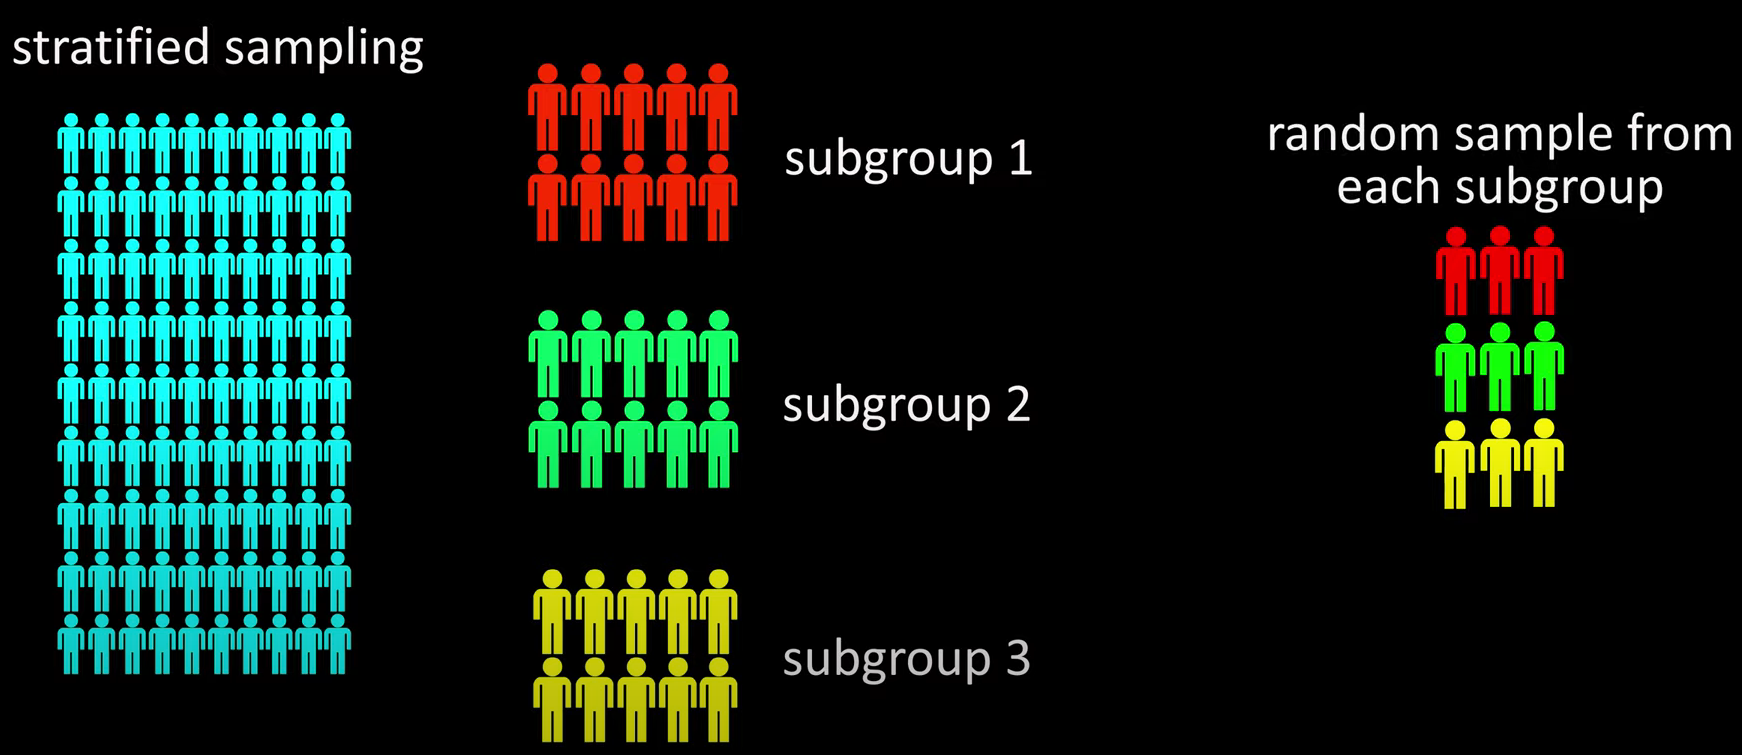 stratified sampling
subgroup 1
subgroup 2
subgroup 3
random sample from
each subgroup